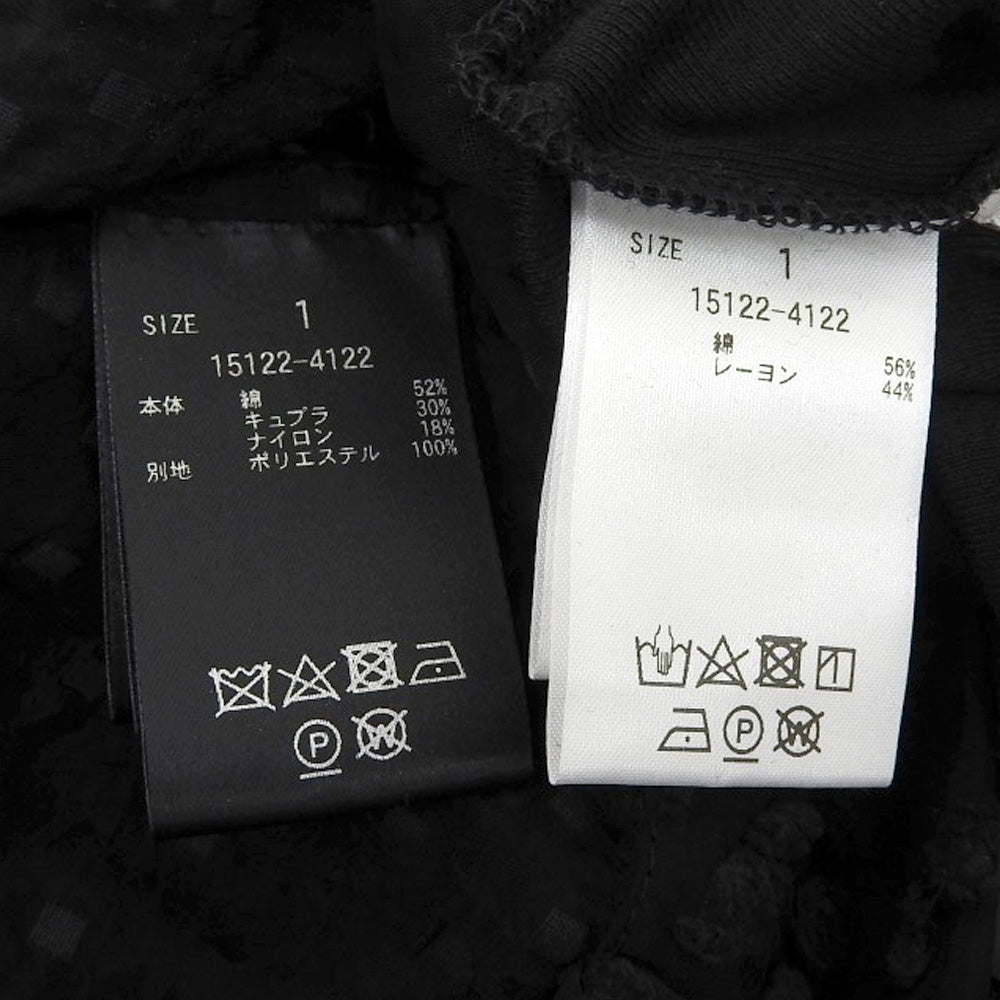 SIZE 1
15122-4122
本体 綿 52%
キュプラ 30%
ナイロン 18%
別地 ポリエステル 100%
P W
SIZE 1
15122-4122
綿 56%
レーヨン 44%
P W